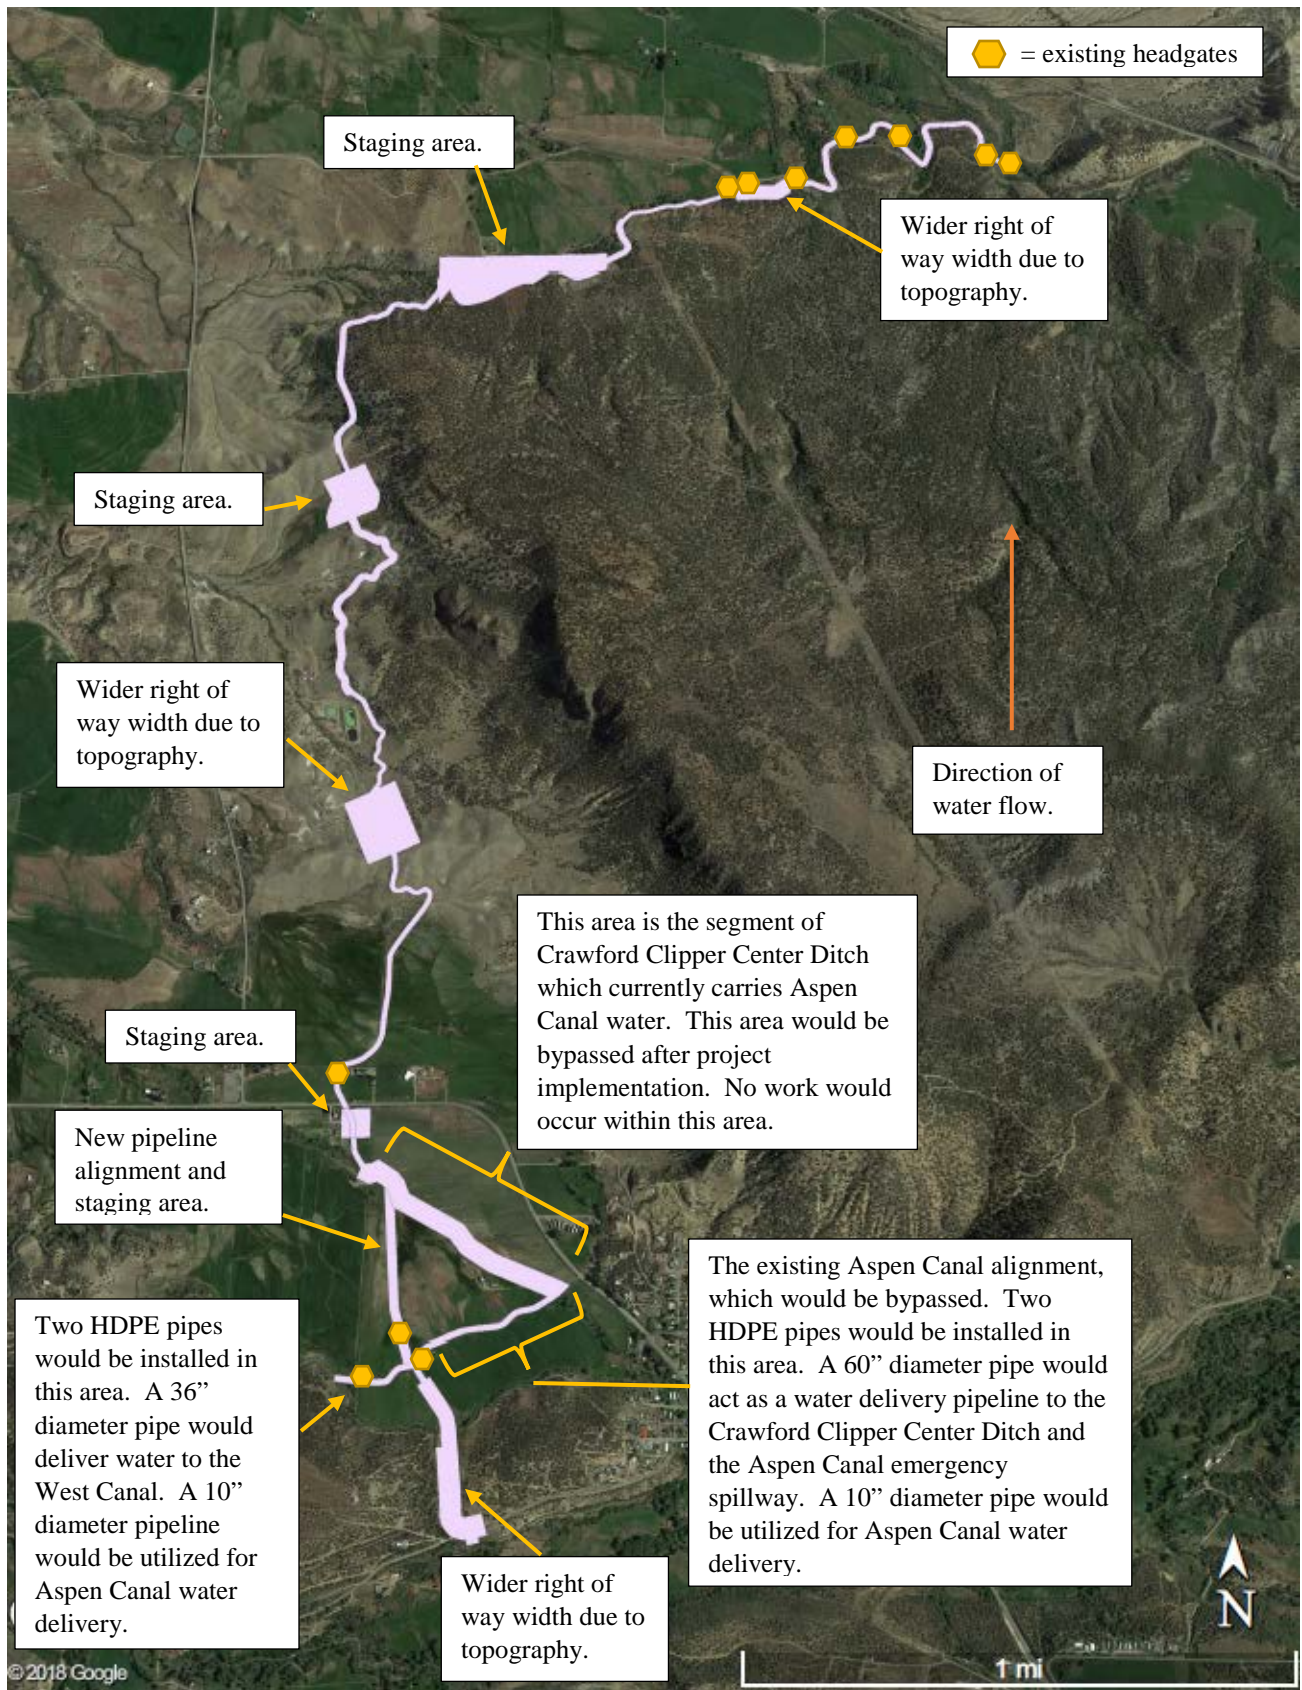 = existing headgates
Staging area.
Wider right of
way width due to
topography.
Staging area.
Wider right of
way width due to
topography.
Direction of
water flow.
This area is the segment of
Crawford Clipper Center Ditch
which currently carries Aspen
Canal water.  This area would be
bypassed after project
implementation.  No work would
occur within this area.
Staging area.
New pipeline
alignment and
staging area.
The existing Aspen Canal alignment,
which would be bypassed.  Two
HDPE pipes would be installed in
this area.  A 60” diameter pipe would
act as a water delivery pipeline to the
Crawford Clipper Center Ditch and
the Aspen Canal emergency
spillway.  A 10” diameter pipe would
be utilized for Aspen Canal water
delivery.
Two HDPE pipes
would be installed in
this area.  A 36”
diameter pipe would
deliver water to the
West Canal.  A 10”
diameter pipeline
would be utilized for
Aspen Canal water
delivery.
Wider right of
way width due to
topography.
N
1 mi
© 2018 Google